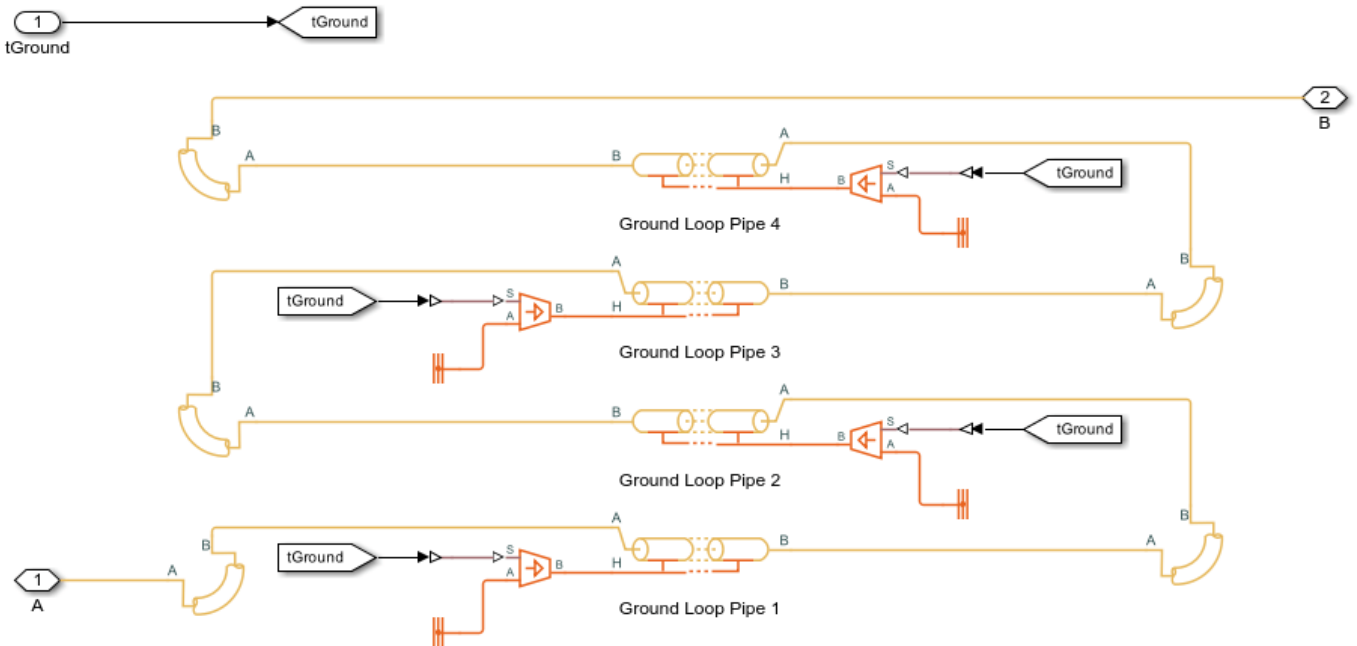 1
tGround
tGround
2
B
B
A
B
A
H
B
S
A
tGround
Ground Loop Pipe 4
B
A
A
B
tGround
S
A
B
H
Ground Loop Pipe 3
B
A
B
A
H
B
S
A
tGround
Ground Loop Pipe 2
B
A
A
B
B
A
tGround
S
A
B
H
Ground Loop Pipe 1
1
A